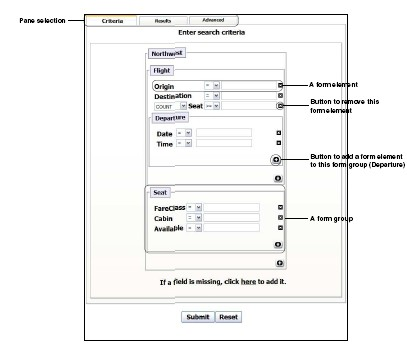 Pane selection
Criteria
Results
Advanced
Enter search criteria
Northwest
Flight
Origin =
A form element
Destination =
COUNT Seat >=
Button to remove this
form element
Departure
Date =
Time =
Button to add a form element
to this form group (Departure)
Seat
FareClass =
Cabin =
A form group
Available =
If a field is missing, click here to add it.
Submit Reset